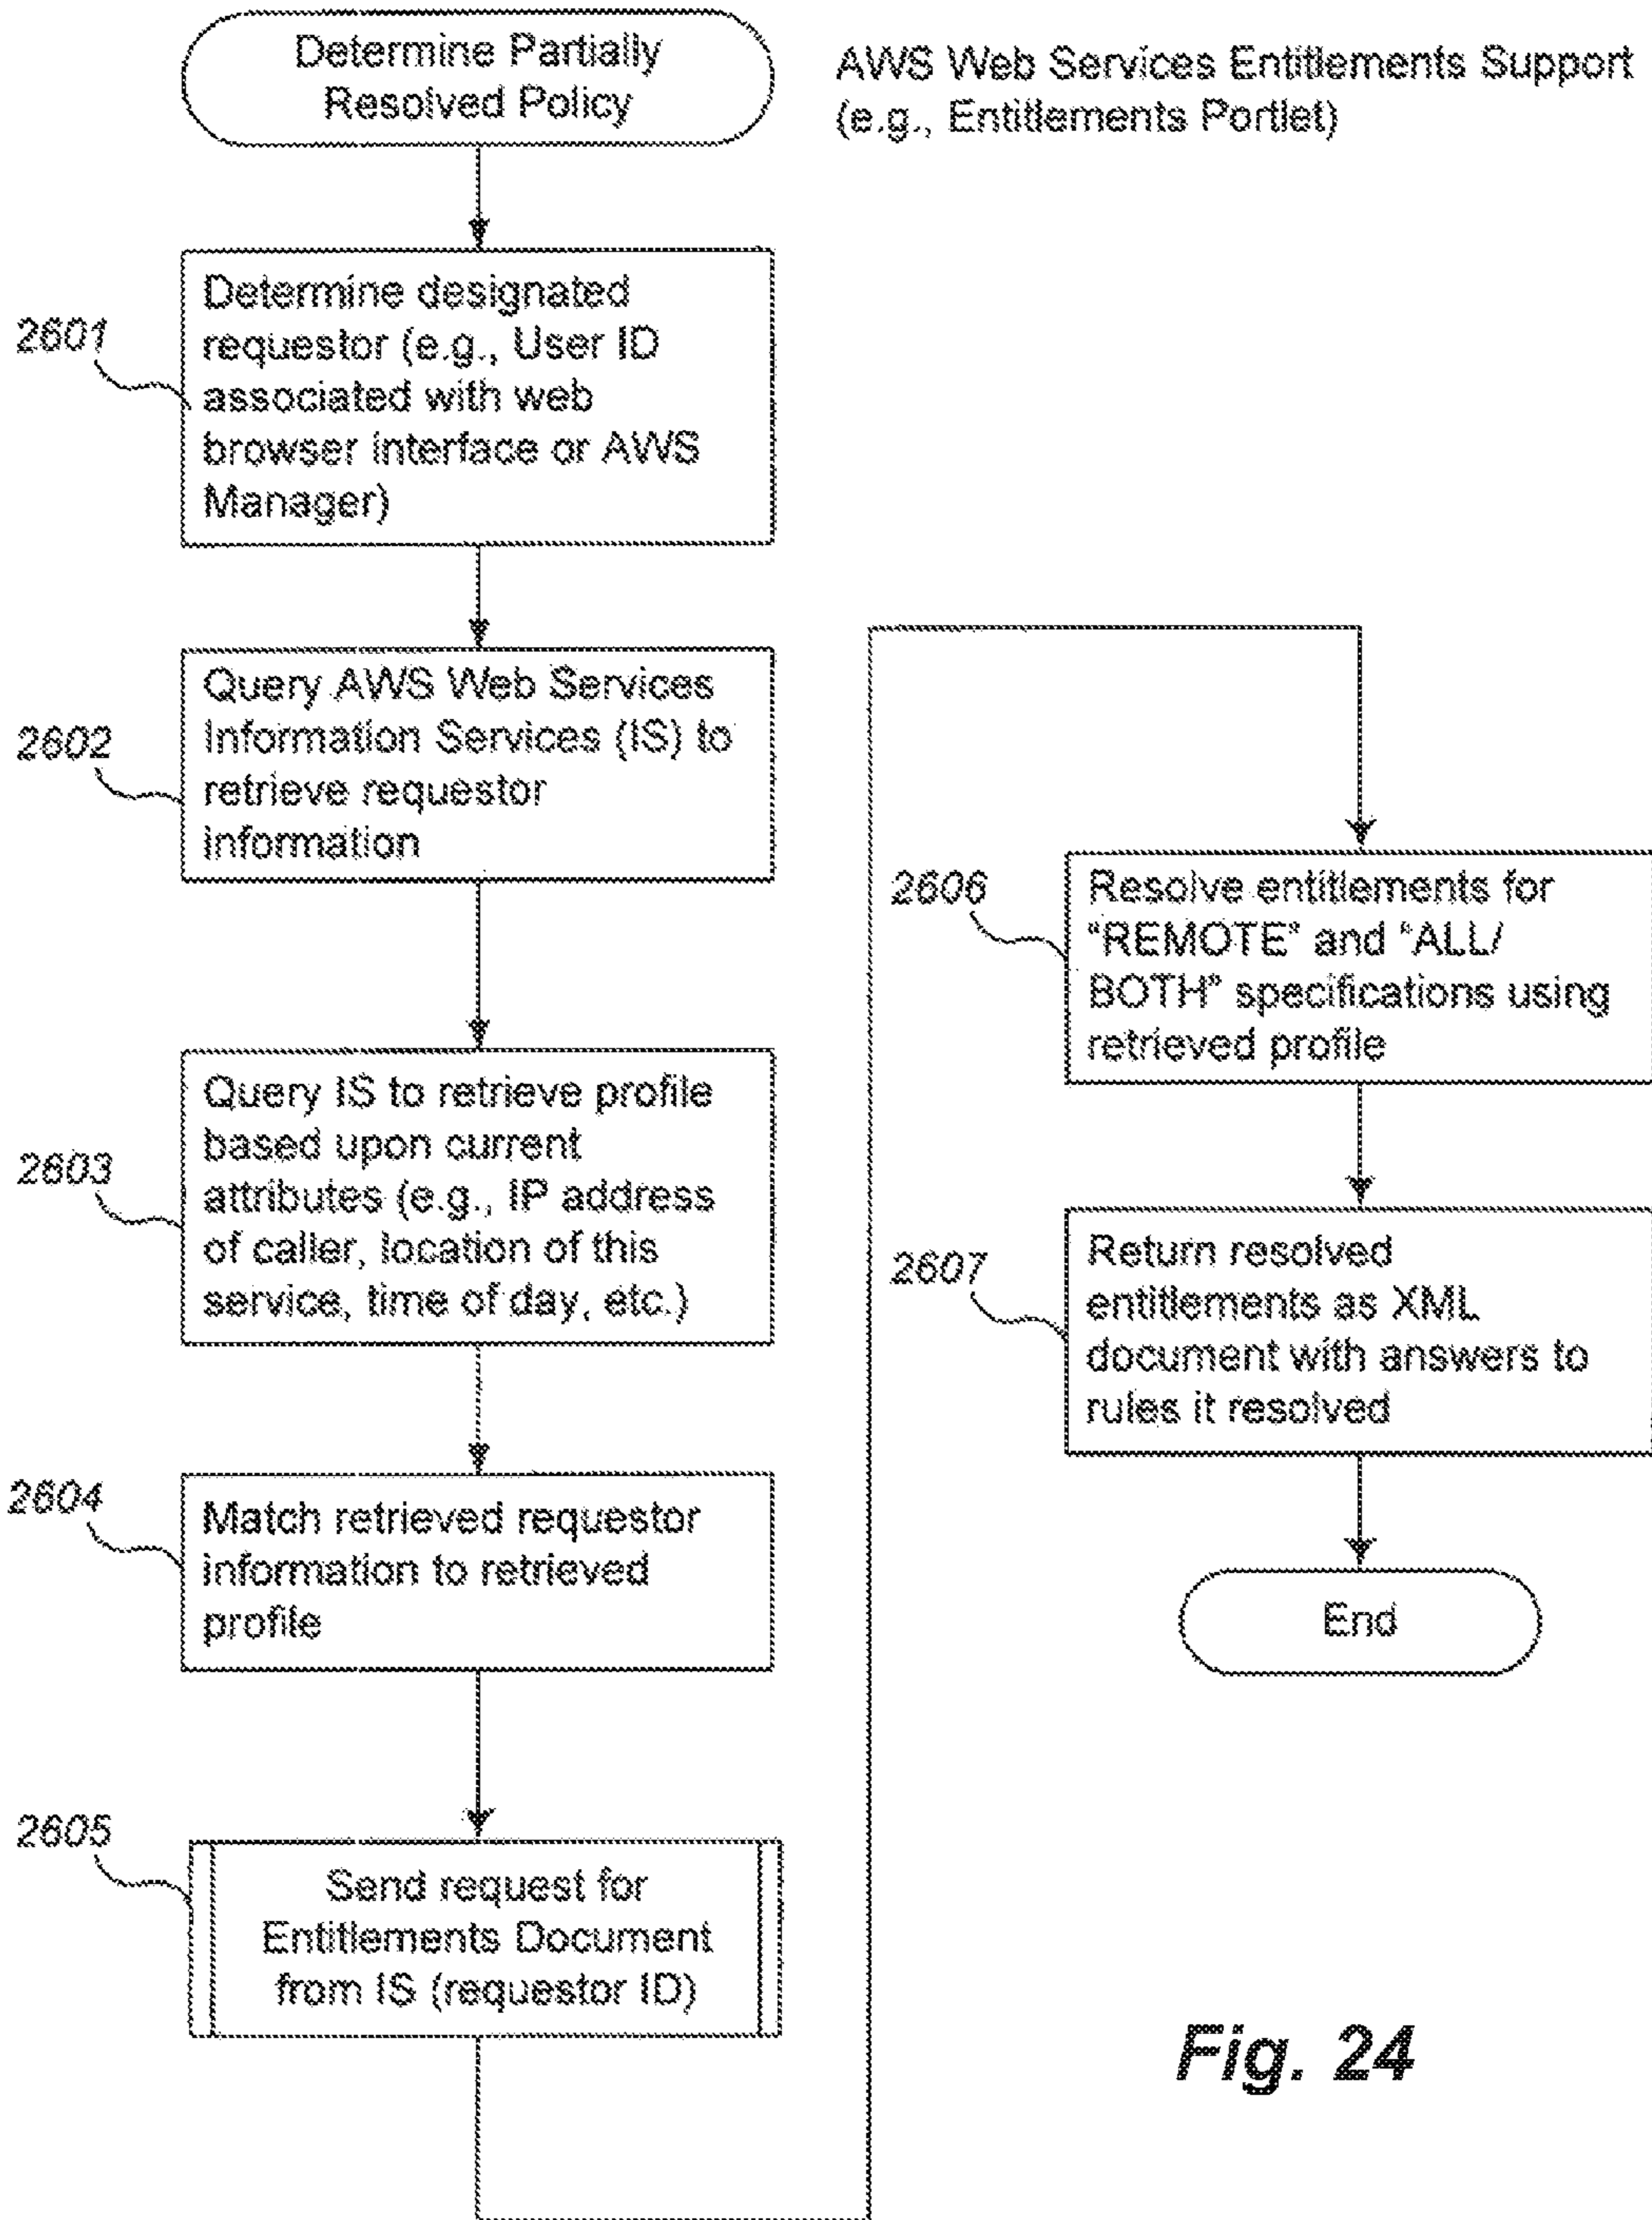 Determine Partially
Resolved Policy
AWS Web Services Entitlements Support
(e.g., Entitlements Portlet)
2601
Determine designated
requestor (e.g., User ID
associated with web
browser interface or AWS
Manager)
2602
Query AWS Web Services
Information Services (IS) to
retrieve requestor
information
2603
Query IS to retrieve profile
based upon current
attributes (e.g., IP address
of caller, location of this
service, time of day, etc.)
2604
Match retrieved requestor
information to retrieved
profile
2605
Send request for
Entitlements Document
from IS (requestor ID)
2606
Resolve entitlements for
“REMOTE” and “ALL/
BOTH” specifications using
retrieved profile
2607
Return resolved
entitlements as XML
document with answers to
rules it resolved
End
Fig. 24